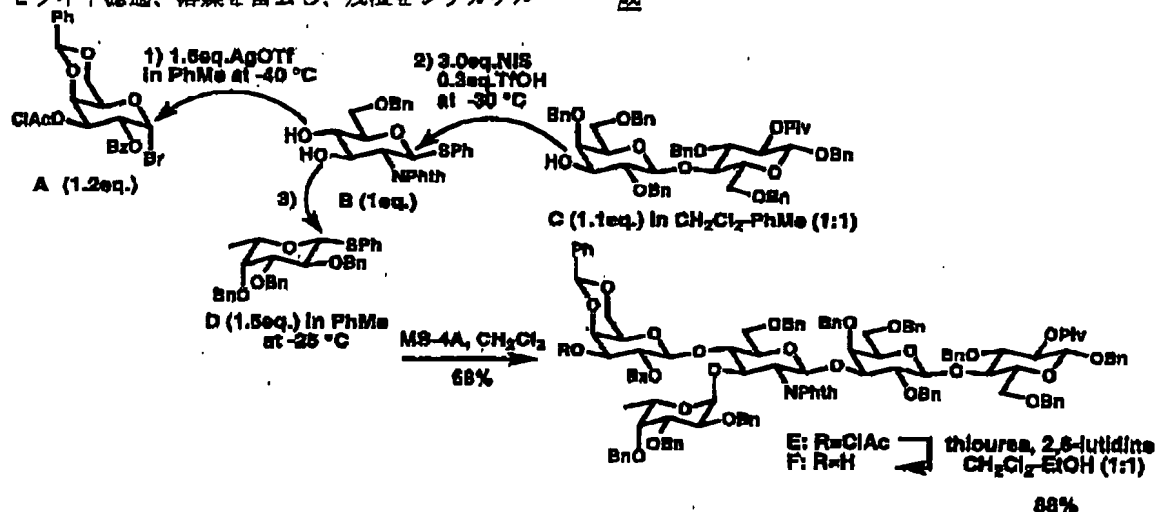 Ph
1) 1.5eq.AgOTf
in PhMe at -40 °C
2) 3.0eq.NIS
0.3eq.TfOH
at -30 °C
O
O
O
ClAcO
BzO
Br
A (1.2eq.)
OBn
HO
O
HO
SPh
NPhth
B (1eq.)
3)
BnO
OBn
O
HO
OBn
BnO
O
OPiv
OBn
O
OBn
C (1.1eq.) in CH2Cl2-PhMe (1:1)
O
SPh
OBn
OBn
BnO
D (1.5eq.) in PhMe
at -25 °C
MS-4A, CH2Cl2
68%
Ph
O
O
O
RO
BzO
O
OBn
O
O
NPhth
O
BnO
OBn
O
OBn
O
BnO
OPiv
OBn
O
OBn
O
OBn
OBn
BnO
E: R=ClAc
F: R=H
thiourea, 2,6-lutidine
CH2Cl2-EtOH (1:1)
88%